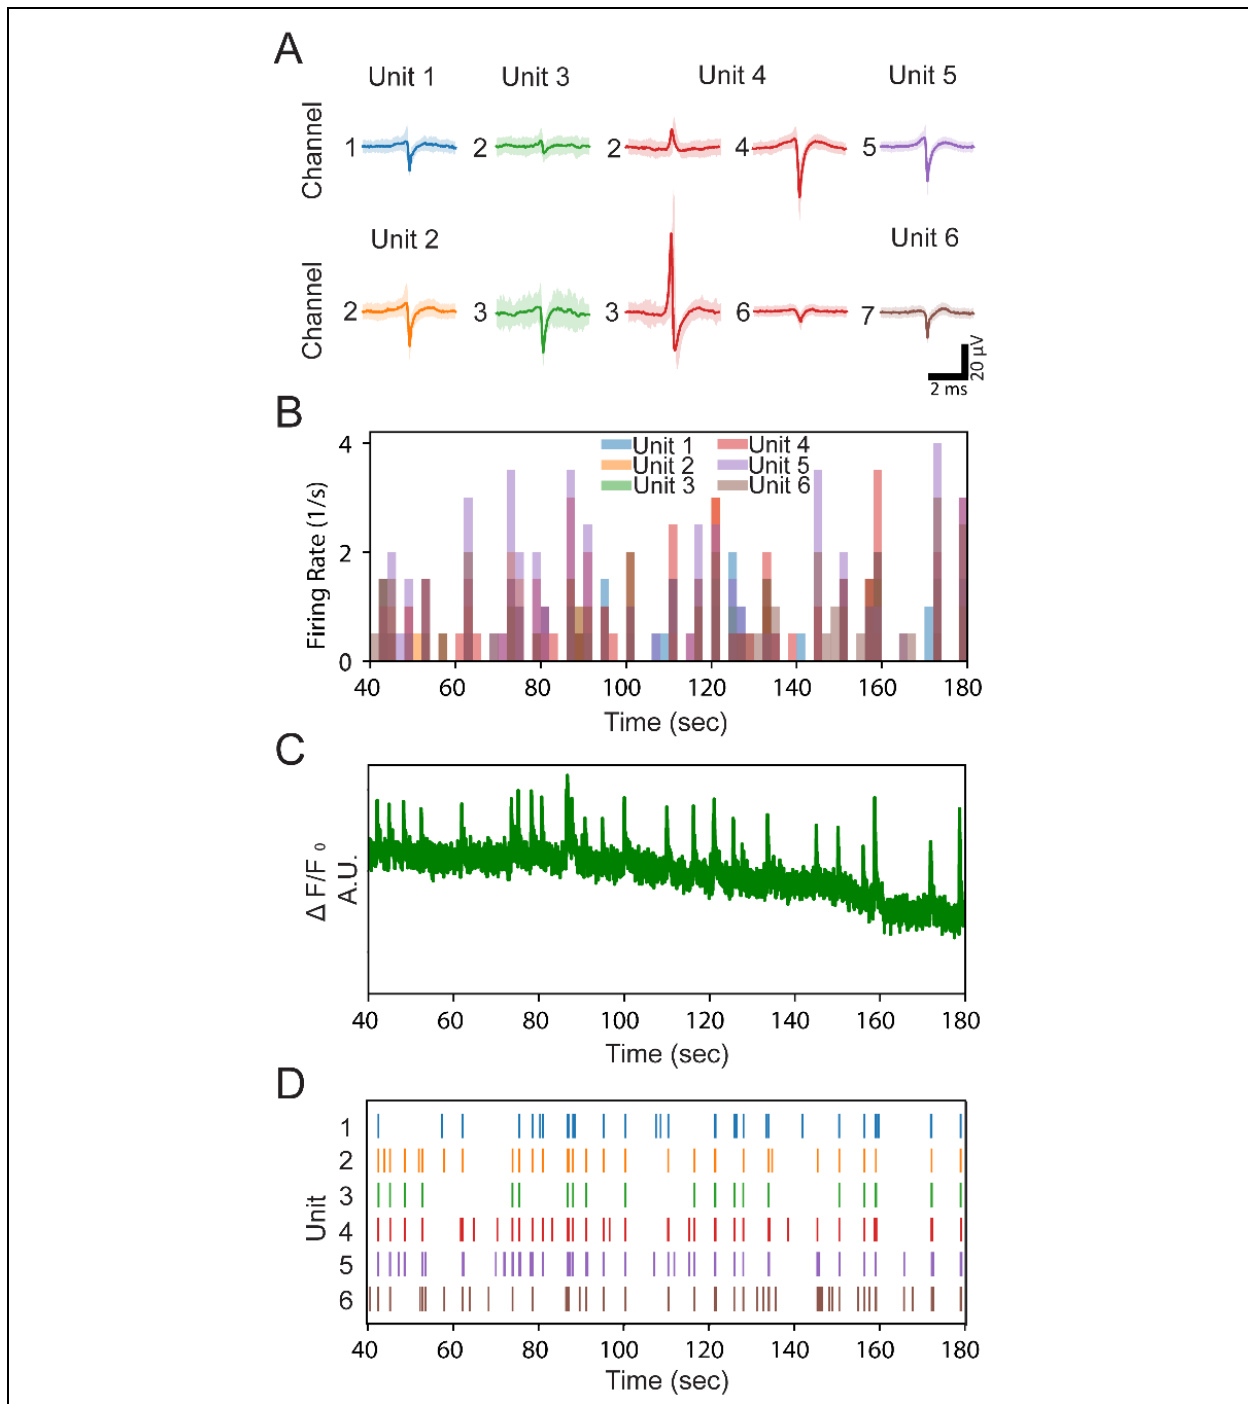 A
Unit 1 Unit 3 Unit 4 Unit 5
Channel 1 2 2 4 5
Unit 2 Unit 6
Channel 2 3 3 6 7
20 µV
2 ms
B
Firing Rate (1/s)
4
2
0
Unit 1 Unit 4
Unit 2 Unit 5
Unit 3 Unit 6
40 60 80 100 120 140 160 180
Time (sec)
C
Δ F/F 0
A.U.
40 60 80 100 120 140 160 180
Time (sec)
D
Unit
1
2
3
4
5
6
40 60 80 100 120 140 160 180
Time (sec)